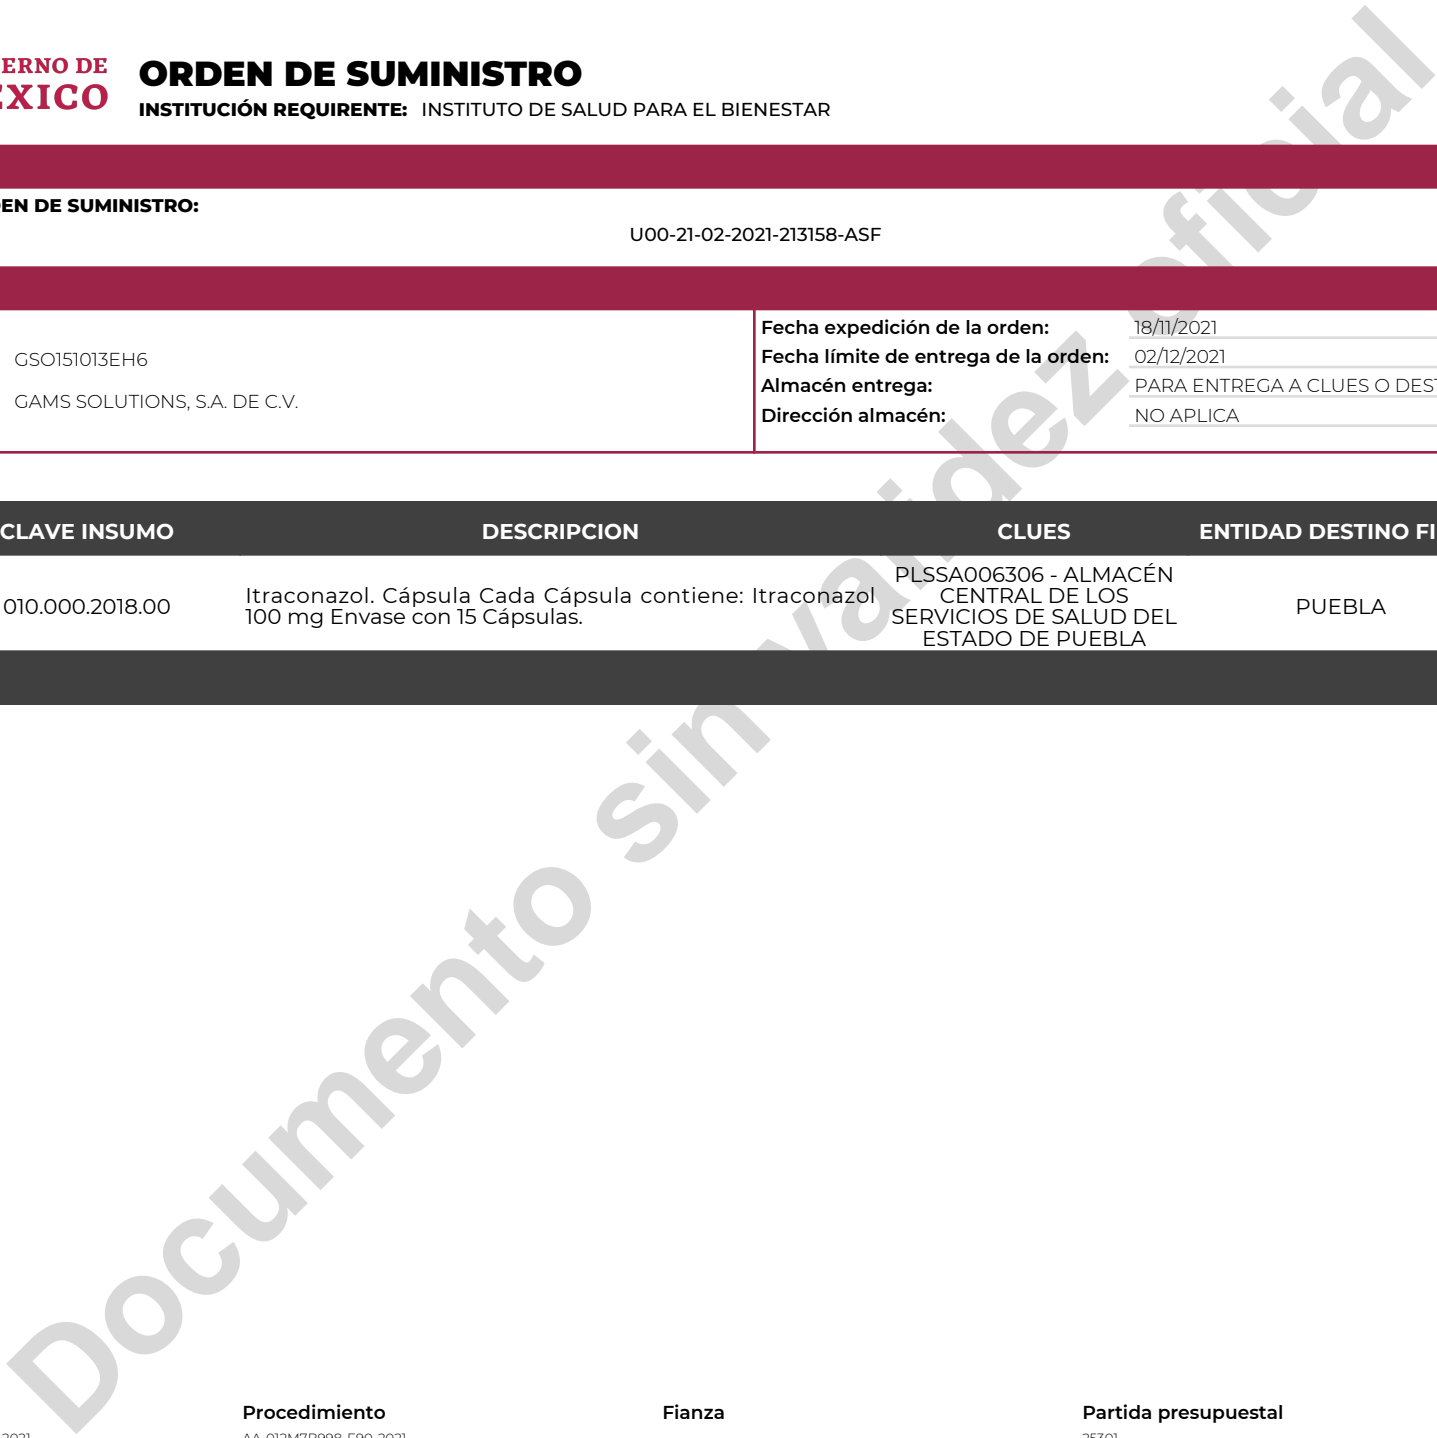 ERNO DE
ORDEN DE SUMINISTRO
EXICO
INSTITUCIÓN REQUIRENTE: INSTITUTO DE SALUD PARA EL BIENESTAR
EN DE SUMINISTRO:
U00-21-02-2021-213158-ASF
Fecha expedición de la orden: 18/11/2021
GSO151013EH6
Fecha límite de entrega de la orden: 02/12/2021
Almacén entrega: PARA ENTREGA A CLUES O DEST
GAMS SOLUTIONS, S.A. DE C.V.
Dirección almacén: NO APLICA
CLAVE INSUMO DESCRIPCION CLUES ENTIDAD DESTINO FI
010.000.2018.00
Itraconazol. Cápsula Cada Cápsula contiene: Itraconazol
100 mg Envase con 15 Cápsulas.
PLSSA006306 - ALMACÉN
CENTRAL DE LOS
SERVICIOS DE SALUD DEL
ESTADO DE PUEBLA
PUEBLA
Documento sin validez oficial
Procedimiento Fianza Partida presupuestal